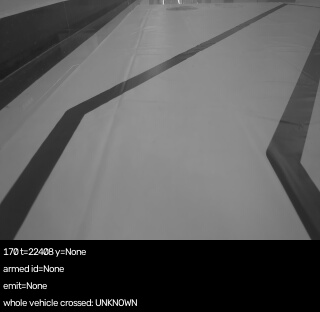 170 t=22408 y=None
armed id=None
emit=None
whole vehicle crossed: UNKNOWN